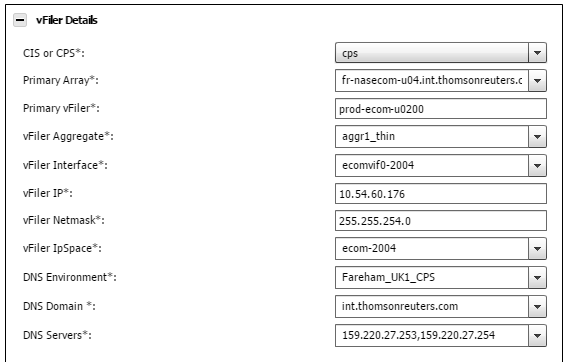 vFiler Details
CIS or CPS*: cps
Primary Array*: fr-nasecom-u04.int.thomsonreuters.c
Primary vFiler*: prod-ecom-u0200
vFiler Aggregate*: aggr1_thin
vFiler Interface*: ecomvif0-2004
vFiler IP*: 10.54.60.176
vFiler Netmask*: 255.255.254.0
vFiler IpSpace*: ecom-2004
DNS Environment*: Fareham_UK1_CPS
DNS Domain *: int.thomsonreuters.com
DNS Servers*: 159.220.27.253,159.220.27.254